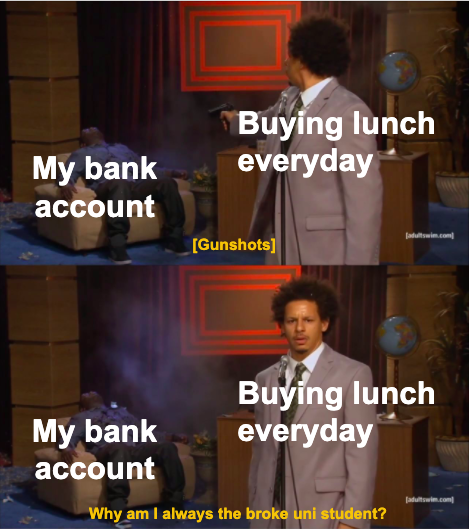 Buying lunch
everyday
My bank
account
[Gunshots]
[adultswim.com]
Buying lunch
everyday
My bank
account
[adultswim.com]
Why am I always the broke uni student?